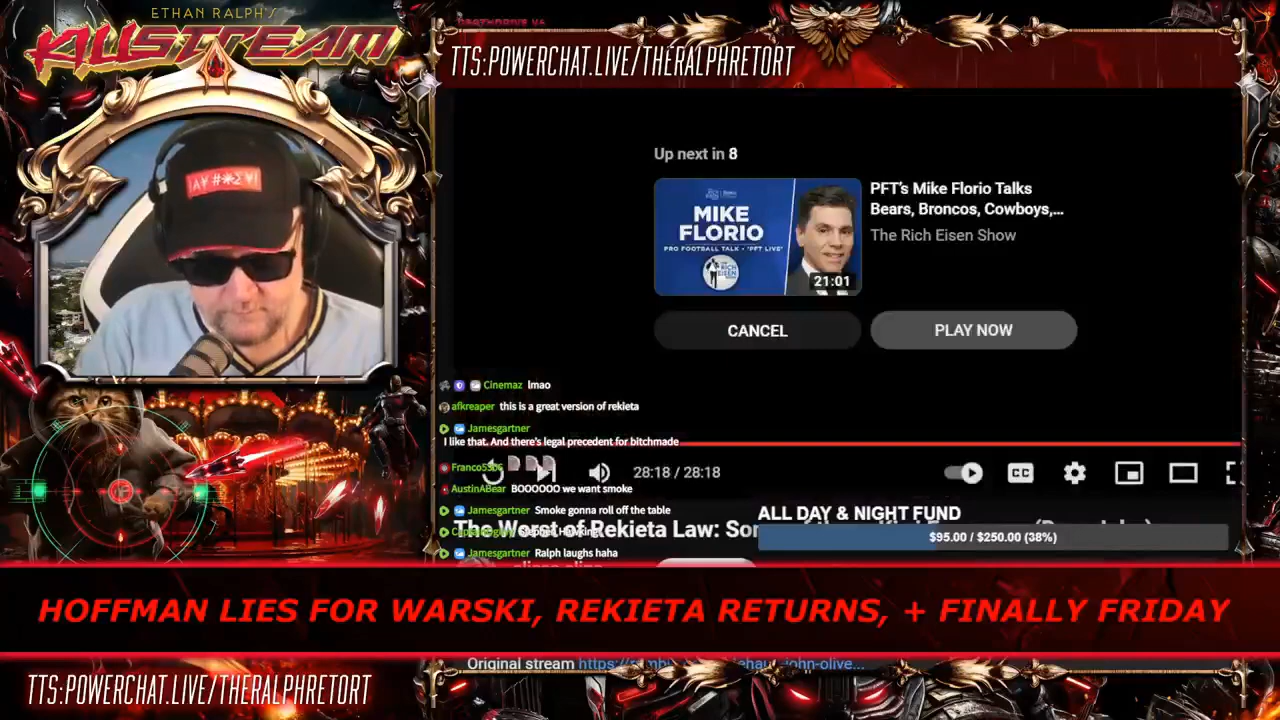 ETHAN RALPH'S
KILLSTREAM
TTS:POWERCHAT.LIVE/THERALPHRETORT
Up next in 8
MIKE
FLORIO
PRO FOOTBALL TALK • "PFT LIVE"
RICH
EISEN
21:01
PFT's Mike Florio Talks
Bears, Broncos, Cowboys,...
The Rich Eisen Show
CANCEL
PLAY NOW
Cinemaz lmao
afkreaper this is a great version of rekieta
Jamesgartner
I like that. And there's legal precedent for bitchmade
AustinABear BOOOOOO we want smoke
Jamesgartner Smoke gonna roll off the table
Jamesgartner Ralph laughs haha
28:18 / 28:18
CC
The Worst of Rekieta Law:
ALL DAY & NIGHT FUND
$95.00 / $250.00 (38%)
HOFFMAN LIES FOR WARSKI, REKIETA RETURNS, + FINALLY FRIDAY
Original stream
TTS:POWERCHAT.LIVE/THERALPHRETORT